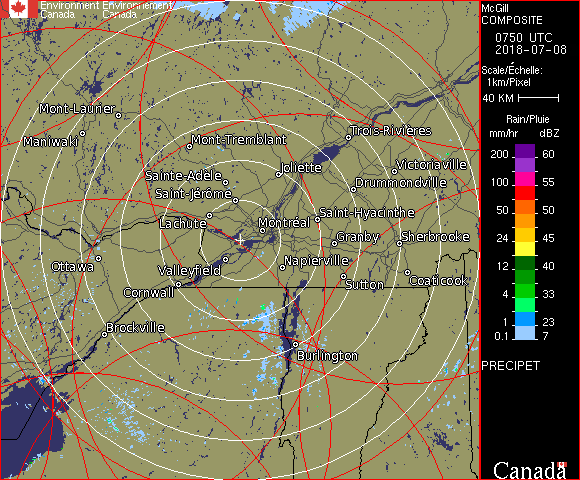 Environment Environnement
Canada Canada
Mont-Laurier
Maniwaki
Mont-Tremblant
Trois-Rivières
Joliette
Victoriaville
Sainte-Adèle
Drummondville
Saint-Jérôme
Lachute
Saint-Hyacinthe
Montréal
Granby
Sherbrooke
Ottawa
Valleyfield
Napierville
Sutton
Coaticook
Cornwall
Brockville
Burlington
McGill
COMPOSITE
0750 UTC
2018-07-08
Scale/Échelle:
1km/Pixel
40 KM
Rain/Pluie
mm/hr dBZ
200 60
100 55
50 50
24 45
12 40
4 33
1 23
0.1 7
PRECIPET
Canada